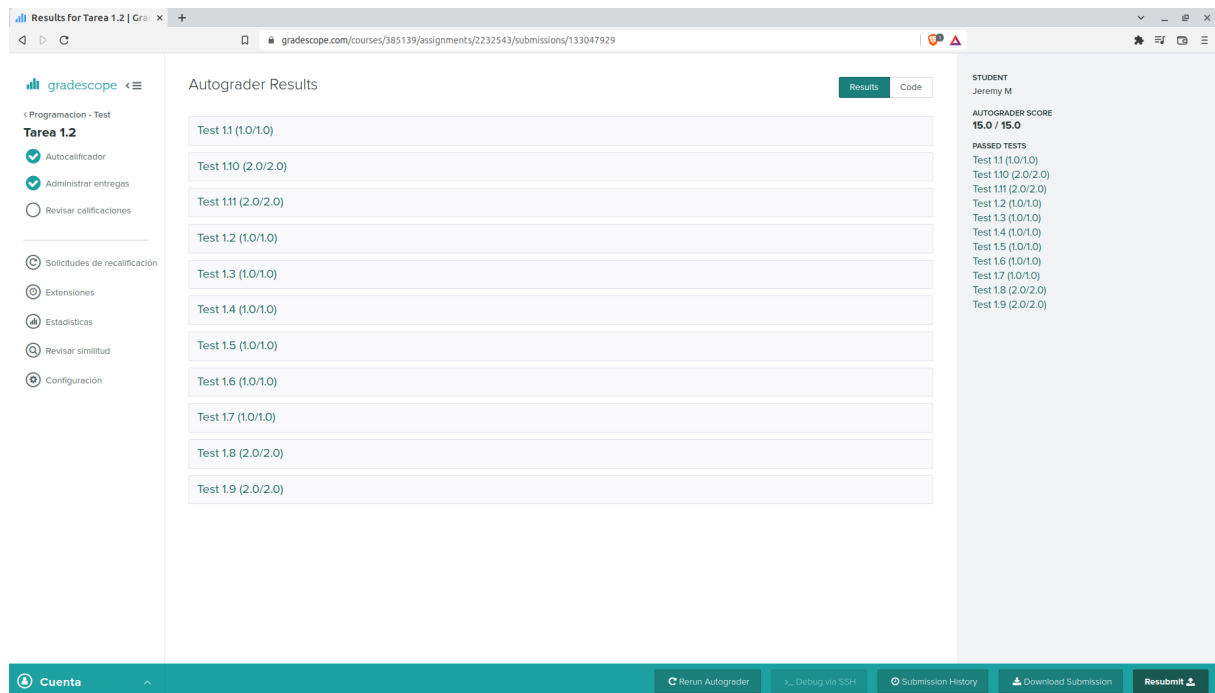 Results for Tarea 1.2 | Gra
gradescope.com/courses/385139/assignments/2232543/submissions/133047929
gradescope
Programacion - Test
Tarea 1.2
Autocalificador
Administrar entregas
Revisar calificaciones
Solicitudes de recalificación
Extensiones
Estadísticas
Revisar similitud
Configuración
Cuenta
Autograder Results
Results
Code
Test 1.1 (1.0/1.0)
Test 1.10 (2.0/2.0)
Test 1.11 (2.0/2.0)
Test 1.2 (1.0/1.0)
Test 1.3 (1.0/1.0)
Test 1.4 (1.0/1.0)
Test 1.5 (1.0/1.0)
Test 1.6 (1.0/1.0)
Test 1.7 (1.0/1.0)
Test 1.8 (2.0/2.0)
Test 1.9 (2.0/2.0)
STUDENT
Jeremy M
AUTOGRADER SCORE
15.0 / 15.0
PASSED TESTS
Test 1.1 (1.0/1.0)
Test 1.10 (2.0/2.0)
Test 1.11 (2.0/2.0)
Test 1.2 (1.0/1.0)
Test 1.3 (1.0/1.0)
Test 1.4 (1.0/1.0)
Test 1.5 (1.0/1.0)
Test 1.6 (1.0/1.0)
Test 1.7 (1.0/1.0)
Test 1.8 (2.0/2.0)
Test 1.9 (2.0/2.0)
Rerun Autograder
>_ Debug via SSH
Submission History
Download Submission
Resubmit